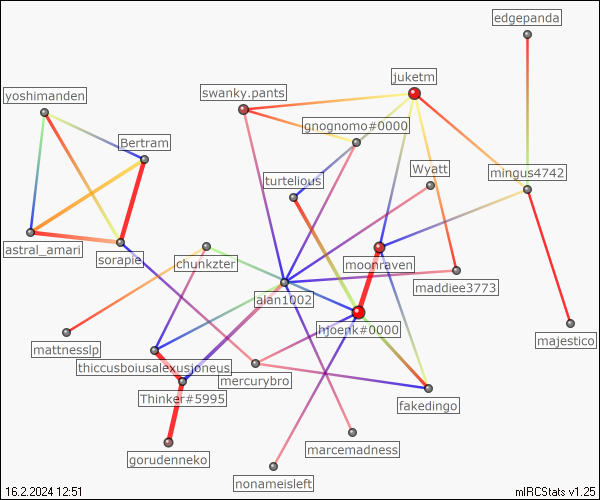 edgepanda
juketm
swanky.pants
yoshimanden
gnognomo#0000
Bertram
Wyatt
mingus4742
turtelious
astral_amari
sorapie
chunkzter
moonraven
maddiee3773
alan1002
hjoenk#0000
majestico
mattnesslp
thiccusboiusalexusjoneus
mercurybro
Thinker#5995
fakedingo
marcemadness
gorudenneko
nonameisleft
16.2.2024 12:51
mIRCStats v1.25